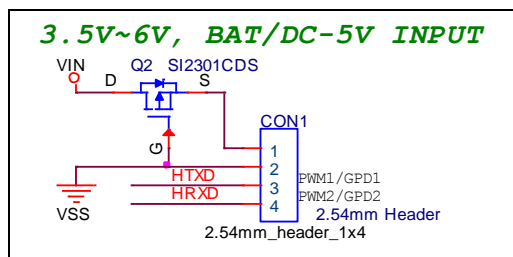 3.5V~6V, BAT/DC-5V INPUT
VIN D Q2 SI2301CDS S
CON1
G
1
2
HTXD 3 PWM1/GPD1
HRXD 4 PWM2/GPD2
VSS 2.54mm Header
2.54mm_header_1x4